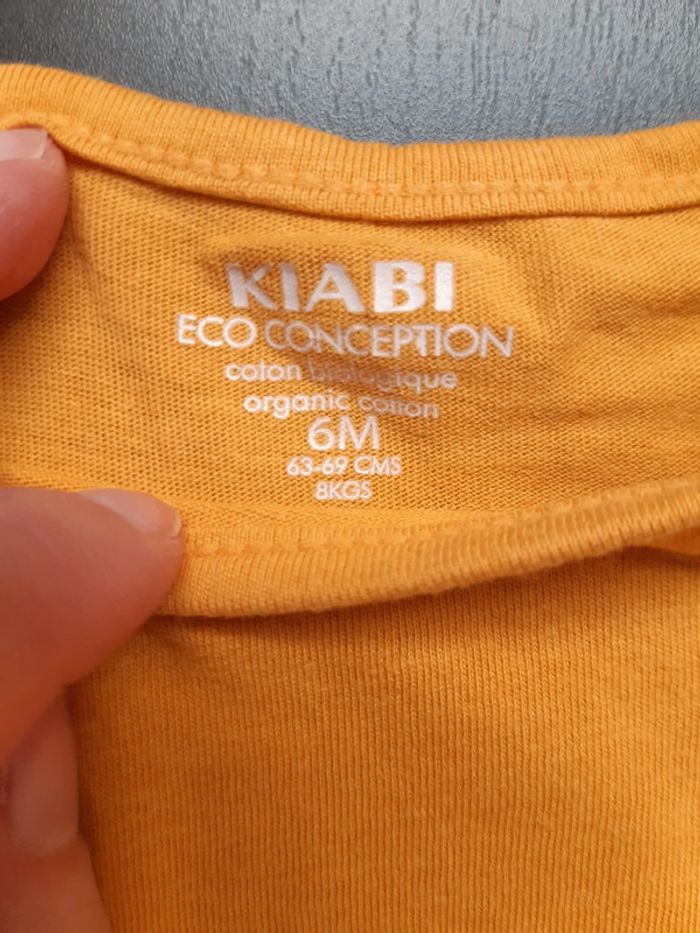 KIABI
ECO CONCEPTION
coton biologique
organic cotton
6M
63-69 CMS
8KGS